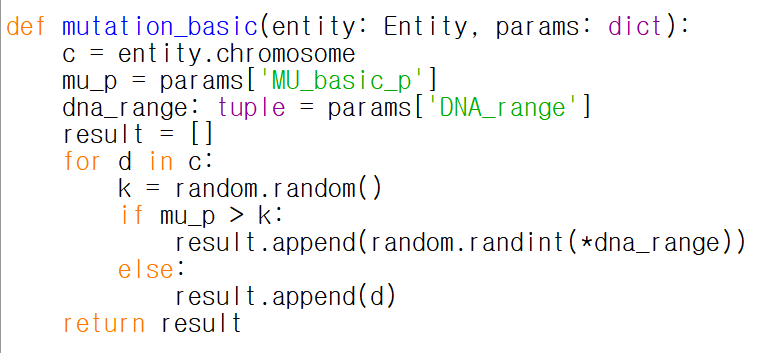 def mutation_basic(entity: Entity, params: dict):
    c = entity.chromosome
    mu_p = params['MU_basic_p']
    dna_range: tuple = params['DNA_range']
    result = []
    for d in c:
        k = random.random()
        if mu_p > k:
            result.append(random.randint(*dna_range))
        else:
            result.append(d)
    return result